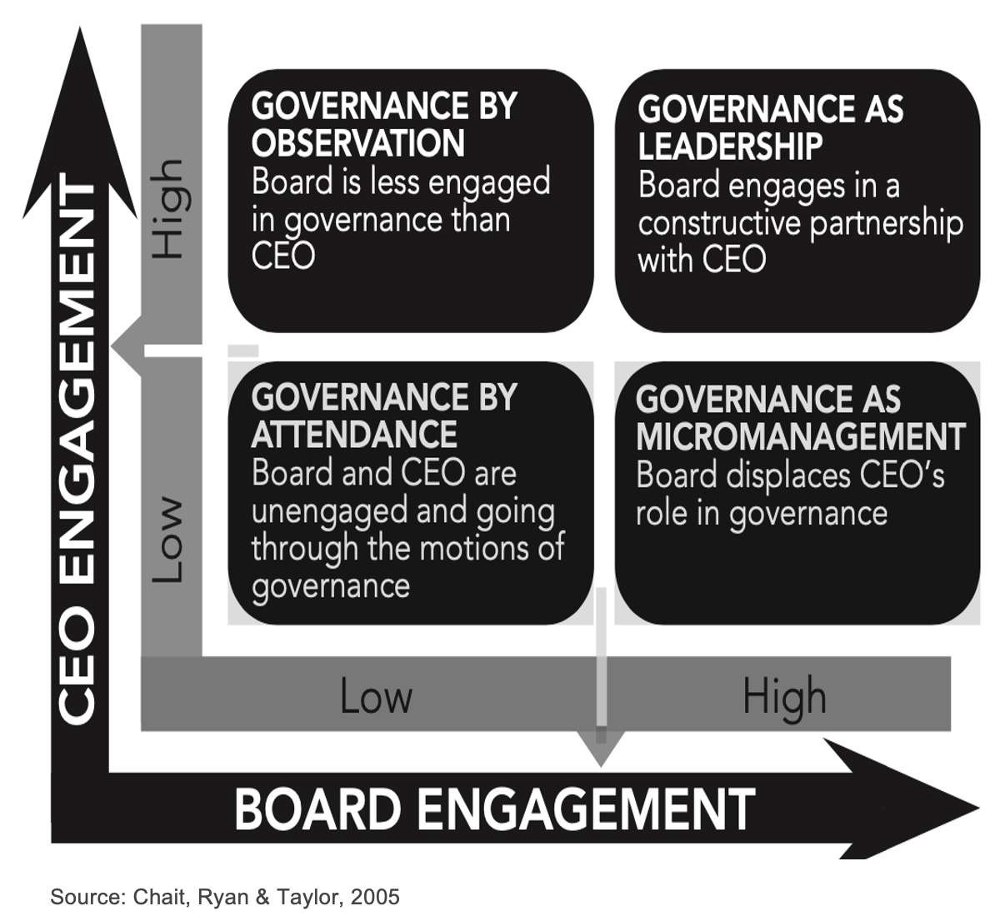 CEO ENGAGEMENT
High
Low
GOVERNANCE BY
OBSERVATION
Board is less engaged
in governance than
CEO
GOVERNANCE AS
LEADERSHIP
Board engages in a
constructive partnership
with CEO
GOVERNANCE BY
ATTENDANCE
Board and CEO are
unengaged and going
through the motions of
governance
GOVERNANCE AS
MICROMANAGEMENT
Board displaces CEO’s
role in governance
Low
High
BOARD ENGAGEMENT
Source: Chait, Ryan & Taylor, 2005